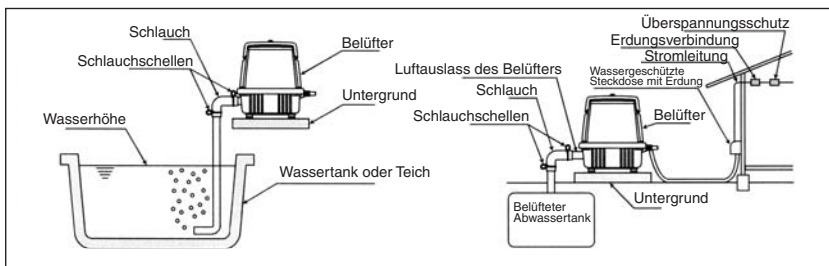 Schlauch
Schlauchschellen
Belüfter
Untergrund
Wasserhöhe
Wassertank oder Teich
Überspannungsschutz
Erdungsverbindung
Stromleitung
Luftauslass des Belüfters
Wassergeschützte
Steckdose mit Erdung
Schlauch
Schlauchschellen
Belüfter
Untergrund
Belüfteter
Abwassertank